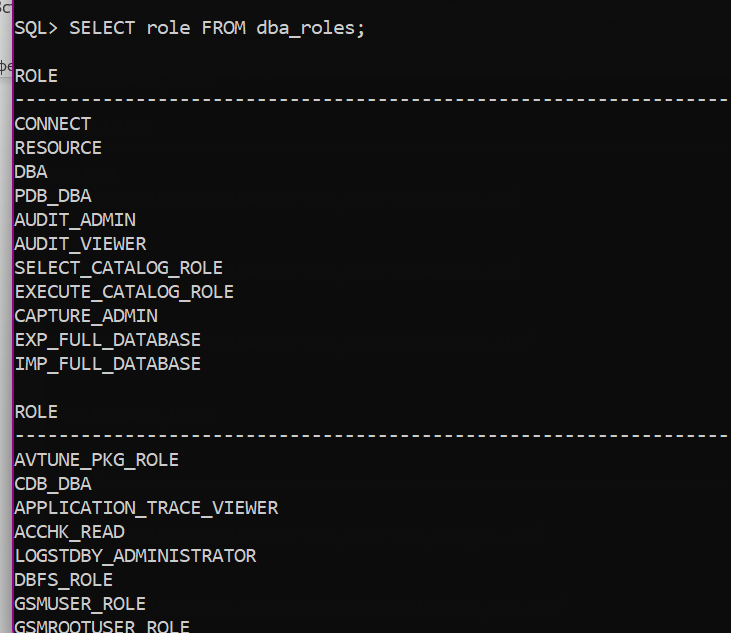 SQL> SELECT role FROM dba_roles;
ROLE
--------------------------------------------------------------------------------
CONNECT
RESOURCE
DBA
PDB_DBA
AUDIT_ADMIN
AUDIT_VIEWER
SELECT_CATALOG_ROLE
EXECUTE_CATALOG_ROLE
CAPTURE_ADMIN
EXP_FULL_DATABASE
IMP_FULL_DATABASE
ROLE
--------------------------------------------------------------------------------
AVTUNE_PKG_ROLE
CDB_DBA
APPLICATION_TRACE_VIEWER
ACCHK_READ
LOGSTDBY_ADMINISTRATOR
DBFS_ROLE
GSMUSER_ROLE
GSMROOTUSER_ROLE